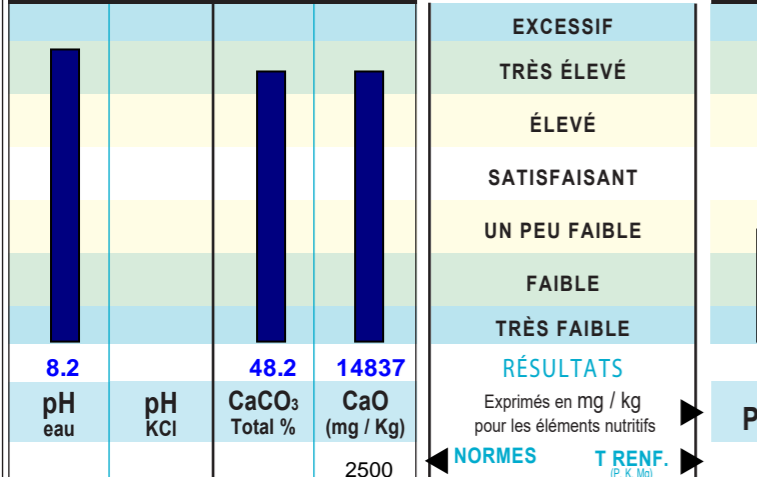 EXCESSIF
TRÈS ÉLEVÉ
ÉLEVÉ
SATISFAISANT
UN PEU FAIBLE
FAIBLE
TRÈS FAIBLE
8.2 48.2 14837 RÉSULTATS
pH eau
pH KCl
CaCO₃ Total %
CaO (mg / Kg)
Exprimés en mg / kg
pour les éléments nutritifs
P
2500
NORMES T RENF.
(P, K, Mg)